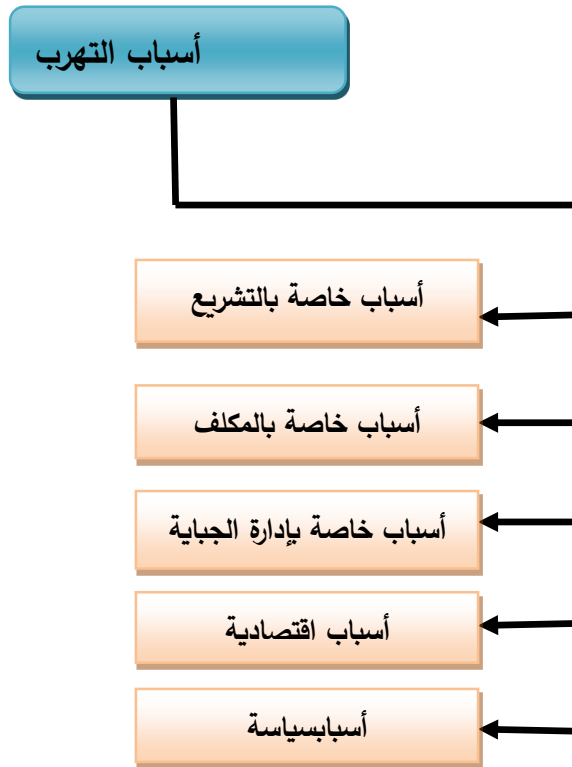 أسباب التهرب
أسباب خاصة بالتشريع
أسباب خاصة بالمكلف
أسباب خاصة بإدارة الجباية
أسباب اقتصادية
أسبابسياسة